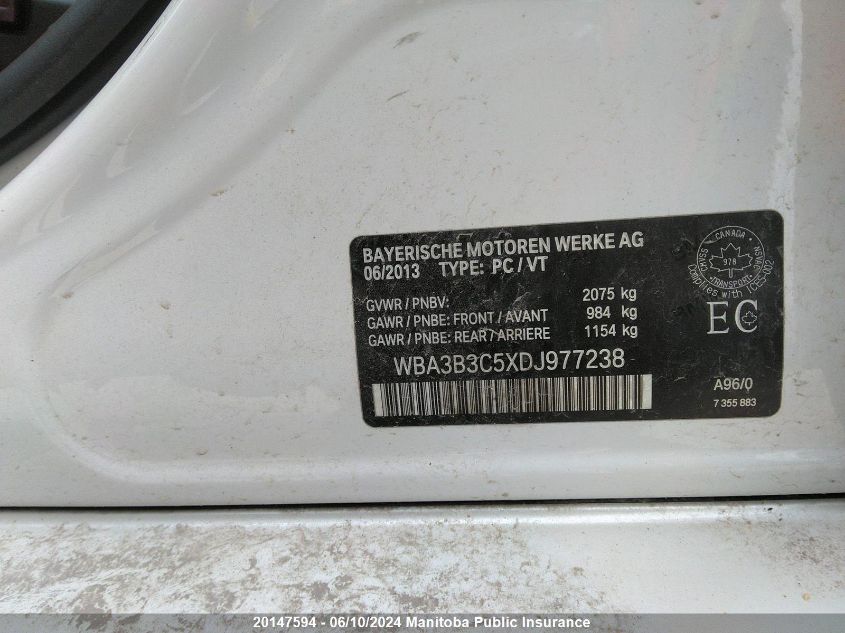 BAYERISCHE MOTOREN WERKE AG
06/2013 TYPE: PC / VT
GVWR / PNBV: 2075 kg
GAWR / PNBE: FRONT / AVANT 984 kg
GAWR / PNBE: REAR / ARRIERE 1154 kg
WBA3B3C5XDJ977238
CANADA
978
TRANSPORT
EC
A96/0
7 355 883
20147594 - 06/10/2024 Manitoba Public Insurance